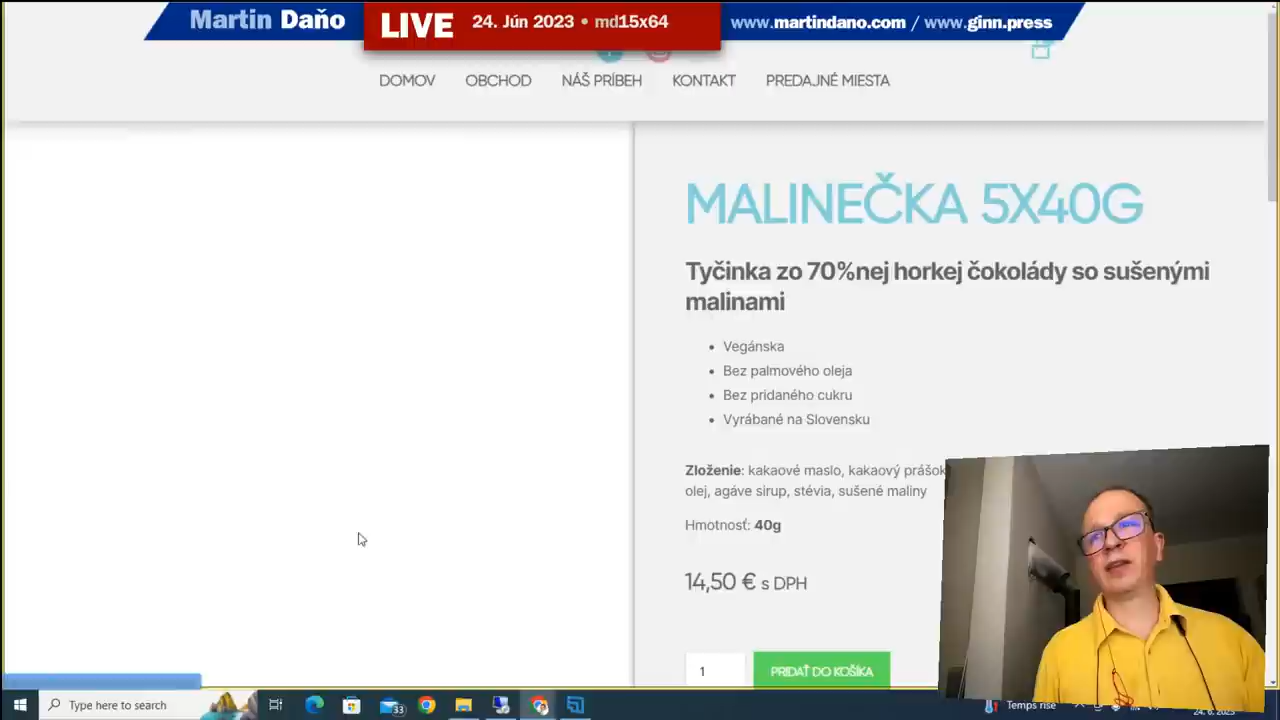 Martin Daňo
LIVE
24. Jún 2023 • md15x64
www.martindano.com / www.ginn.press
DOMOV
OBCHOD
NÁŠ PRÍBEH
KONTAKT
PREDAJNÉ MIESTA
MALINEČKA 5X40G
Tyčinka zo 70%nej horkej čokolády so sušenými
malinami
Vegánska
Bez palmového oleja
Bez pridaného cukru
Vyrábané na Slovensku
Zloženie: kakaové maslo, kakaový prášok
olej, agáve sirup, stévia, sušené maliny
Hmotnosť: 40g
14,50 € s DPH
1
PRIDAŤ DO KOŠÍKA
Type here to search
33
Temps rise